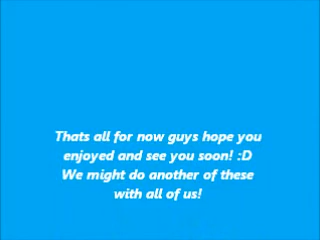 Thats all for now guys hope you
enjoyed and see you soon! :D
We might do another of these
with all of us!